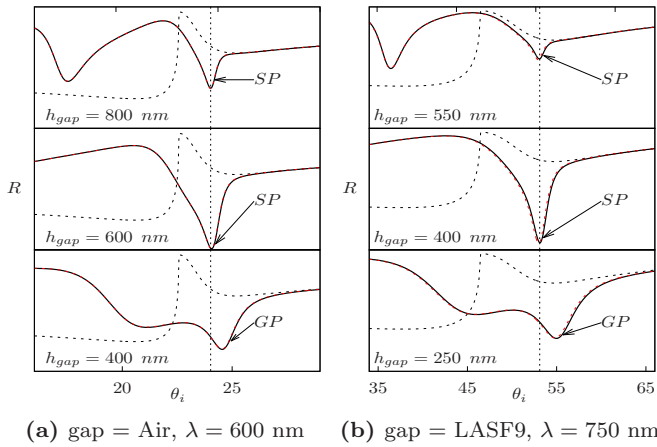 SP
h_gap = 800 nm
R
SP
h_gap = 600 nm
GP
h_gap = 400 nm
20
25
θ_i
(a) gap = Air, λ = 600 nm
SP
h_gap = 550 nm
R
SP
h_gap = 400 nm
GP
h_gap = 250 nm
35
45
55
65
θ_i
(b) gap = LASF9, λ = 750 nm